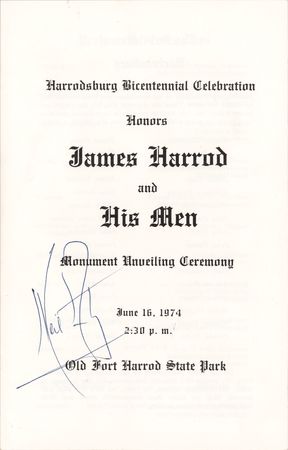 Harrodsburg Bicentennial Celebration
Honors
James Harrod
and
His Men
Monument Unveiling Ceremony
June 16, 1974
2:30 p. m.
Old Fort Harrod State Park
Neil